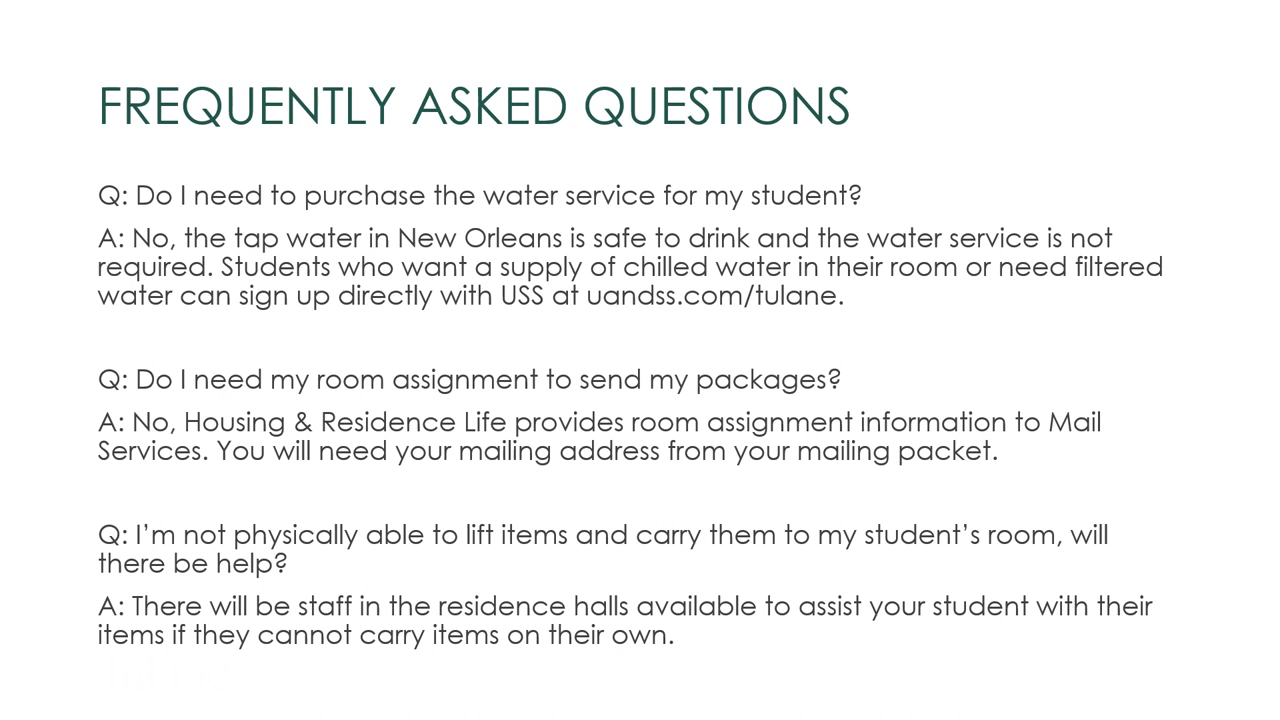 FREQUENTLY ASKED QUESTIONS
Q: Do I need to purchase the water service for my student?
A: No, the tap water in New Orleans is safe to drink and the water service is not
required. Students who want a supply of chilled water in their room or need filtered
water can sign up directly with USS at uandss.com/tulane.
Q: Do I need my room assignment to send my packages?
A: No, Housing & Residence Life provides room assignment information to Mail
Services. You will need your mailing address from your mailing packet.
Q: I’m not physically able to lift items and carry them to my student’s room, will
there be help?
A: There will be staff in the residence halls available to assist your student with their
items if they cannot carry items on their own.